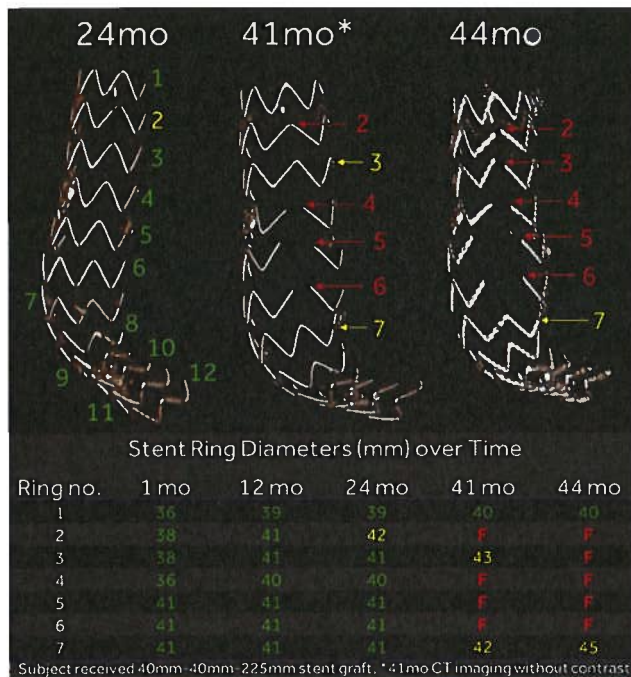 24mo 41mo* 44mo
1
2 2 2
3 3 3
4 4 4
5 5 5
6 6 6
7 7 7
8
9 10 12
11
Stent Ring Diameters (mm) over Time
Ring no. 1 mo 12 mo 24 mo 41 mo 44 mo
1 36 39 39 40 40
2 38 41 42 F F
3 38 41 41 43 F
4 36 40 40 F F
5 41 41 41 F F
6 41 41 41 F F
7 41 41 41 42 45
Subject received 40mm-40mm-225mm stent graft. *41mo CT imaging without contrast